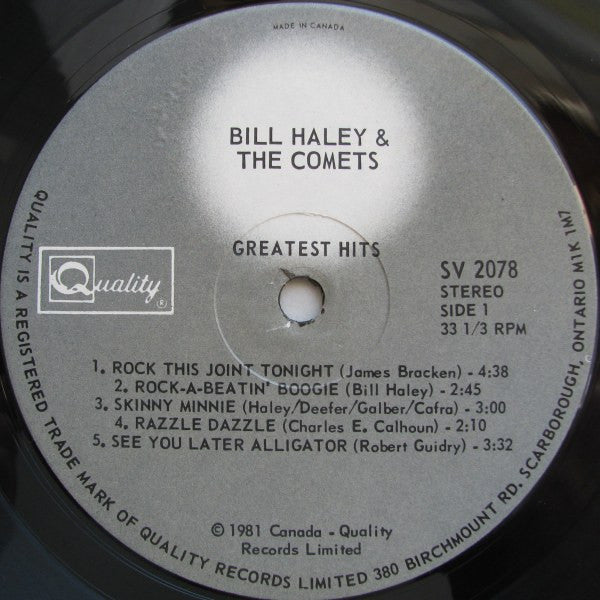 MADE IN CANADA
BILL HALEY &
THE COMETS
GREATEST HITS
Quality ®
SV 2078
STEREO
SIDE 1
33 1/3 RPM
1. ROCK THIS JOINT TONIGHT (James Bracken) - 4:38
2. ROCK-A-BEATIN' BOOGIE (Bill Haley) - 2:45
3. SKINNY MINNIE (Haley/Deefer/Galber/Cafra) - 3:00
4. RAZZLE DAZZLE (Charles E. Calhoun) - 2:10
5. SEE YOU LATER ALLIGATOR (Robert Guidry) - 3:32
© 1981 Canada - Quality
Records Limited
QUALITY IS A REGISTERED TRADE MARK OF QUALITY RECORDS LIMITED 380 BIRCHMOUNT RD. SCARBOROUGH, ONTARIO M1K 1M7